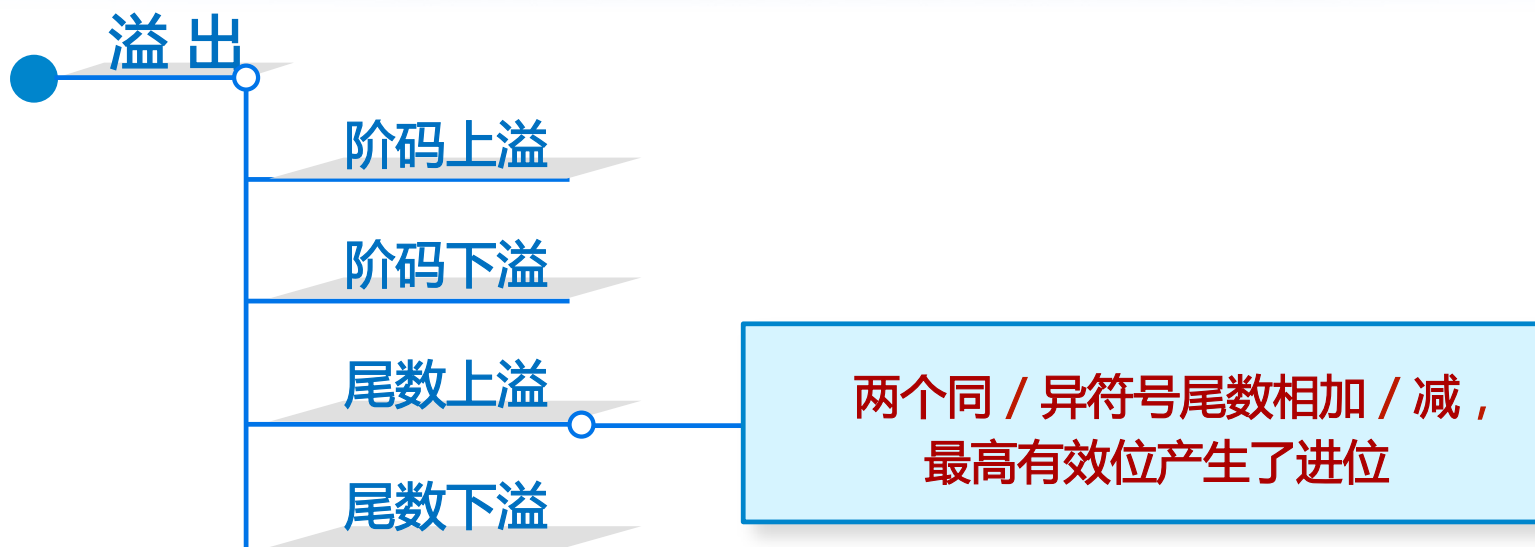 溢 出
阶码上溢
阶码下溢
尾数上溢
两个同 / 异符号尾数相加 / 减，
最高有效位产生了进位
尾数下溢